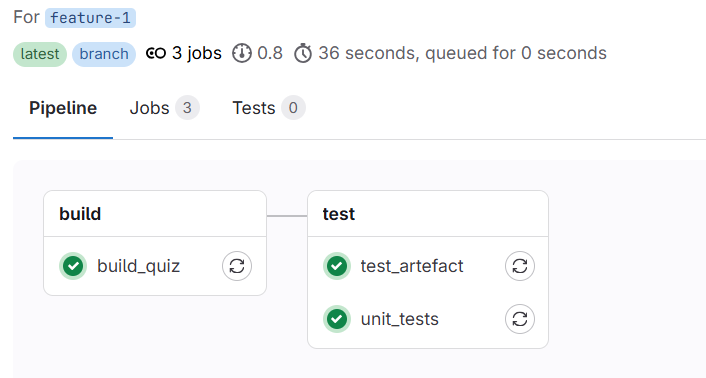 For feature-1
latest branch 3 jobs 0.8 36 seconds, queued for 0 seconds
Pipeline Jobs 3 Tests 0
build test
build_quiz test_artefact
unit_tests